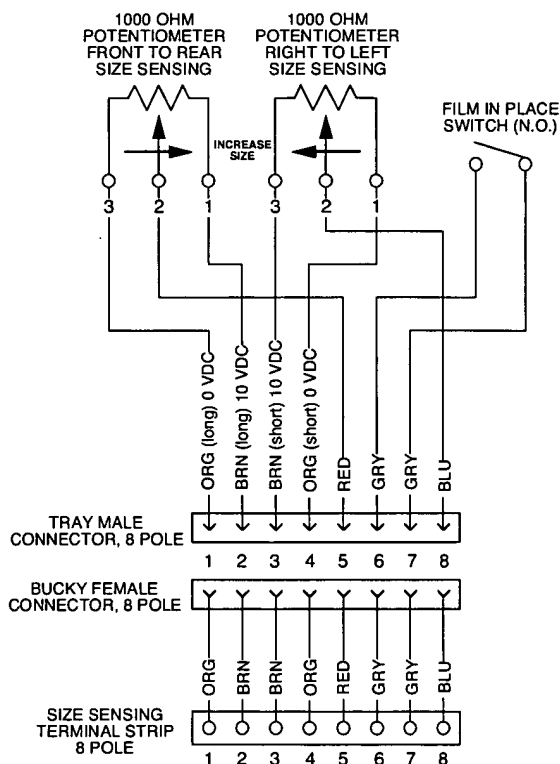 1000 OHM
POTENTIOMETER
FRONT TO REAR
SIZE SENSING
1000 OHM
POTENTIOMETER
RIGHT TO LEFT
SIZE SENSING
FILM IN PLACE
SWITCH (N.O.)
INCREASE
SIZE
3 2 1 3 2 1
ORG (long) 0 VDC
BRN (long) 10 VDC
BRN (short) 10 VDC
ORG (short) 0 VDC
RED
GRY
GRY
BLU
TRAY MALE
CONNECTOR, 8 POLE
1 2 3 4 5 6 7 8
BUCKY FEMALE
CONNECTOR, 8 POLE
ORG
BRN
BRN
ORG
RED
GRY
GRY
BLU
SIZE SENSING
TERMINAL STRIP
8 POLE
1 2 3 4 5 6 7 8